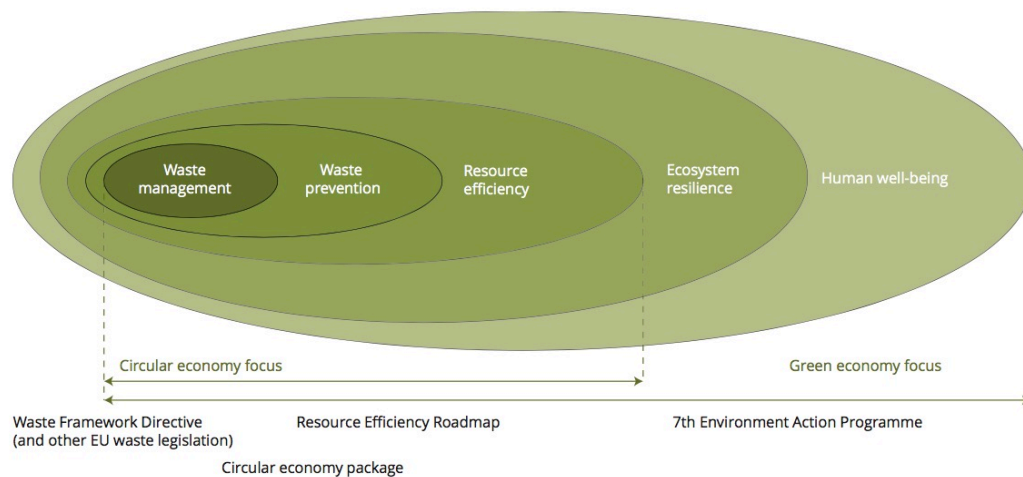 Waste
management
Waste
prevention
Resource
efficiency
Ecosystem
resilience
Human well-being
Circular economy focus
Green economy focus
Waste Framework Directive
(and other EU waste legislation)
Resource Efficiency Roadmap
7th Environment Action Programme
Circular economy package